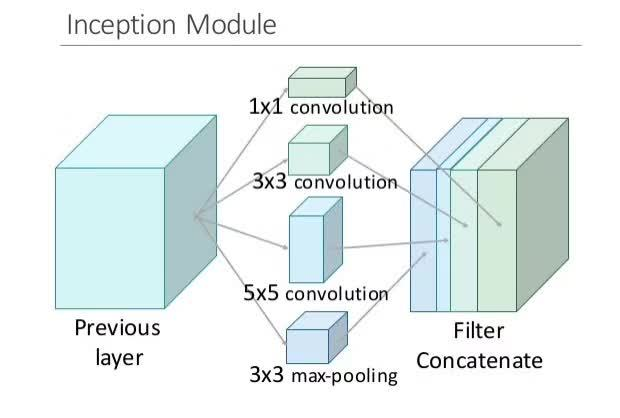 Inception Module
1x1 convolution
3x3 convolution
5x5 convolution
3x3 max-pooling
Previous
layer
Filter
Concatenate